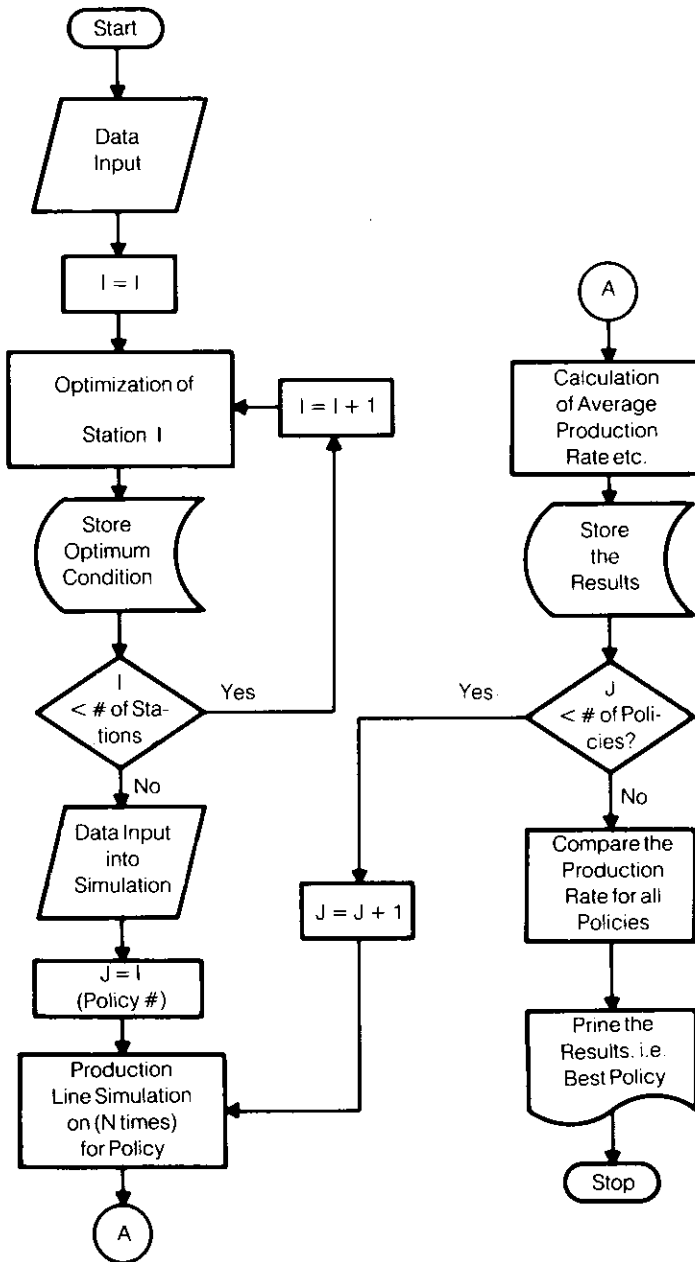 Start
Data
Input
I = I
Optimization of
Station I
I = I + 1
Store
Optimum
Condition
I
< # of Sta-
tions
Yes
No
Data Input
into
Simulation
J = I
(Policy #)
Production
Line Simulation
on (N times)
for Policy
A
J = J + 1
A
Calculation
of Average
Production
Rate etc.
Store
the
Results
J
< # of Poli-
cies?
Yes
No
Compare the
Production
Rate for all
Policies
Prine the
Results, i.e.
Best Policy
Stop